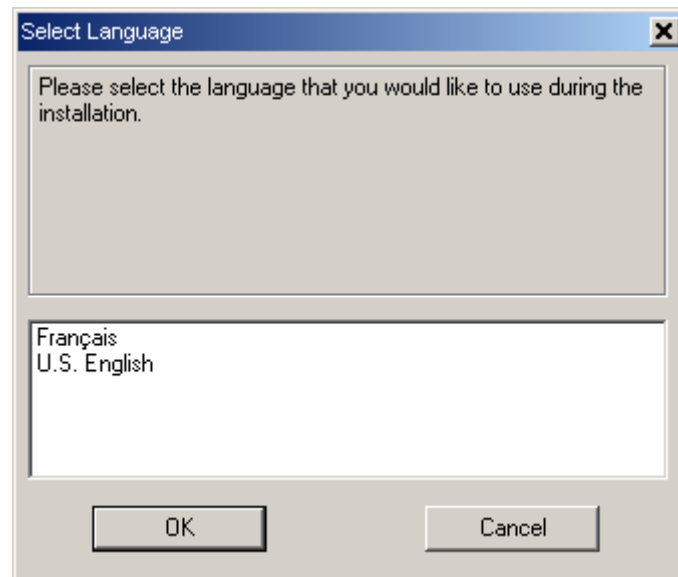 Select Language
Please select the language that you would like to use during the
installation.
Français
U.S. English
OK
Cancel